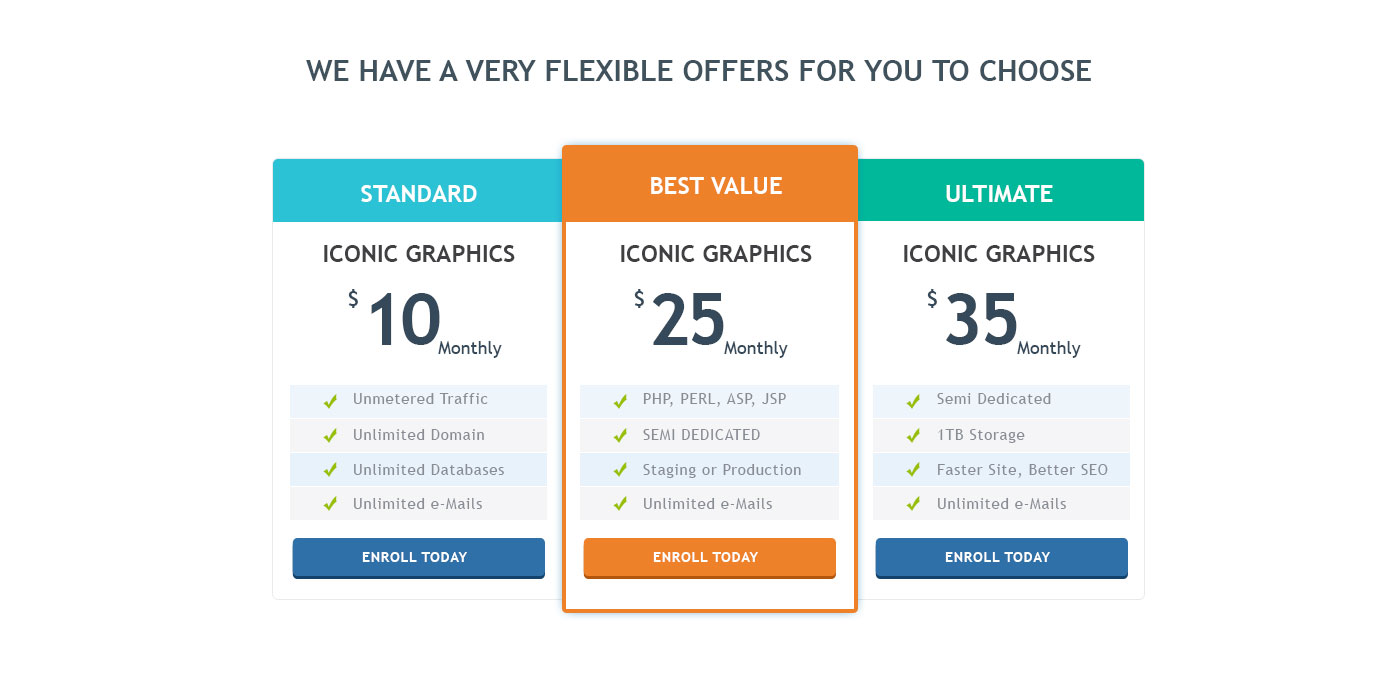 WE HAVE A VERY FLEXIBLE OFFERS FOR YOU TO CHOOSE
STANDARD
ICONIC GRAPHICS
$ 10 Monthly
Unmetered Traffic
Unlimited Domain
Unlimited Databases
Unlimited e-Mails
ENROLL TODAY
BEST VALUE
ICONIC GRAPHICS
$ 25 Monthly
PHP, PERL, ASP, JSP
SEMI DEDICATED
Staging or Production
Unlimited e-Mails
ENROLL TODAY
ULTIMATE
ICONIC GRAPHICS
$ 35 Monthly
Semi Dedicated
1TB Storage
Faster Site, Better SEO
Unlimited e-Mails
ENROLL TODAY